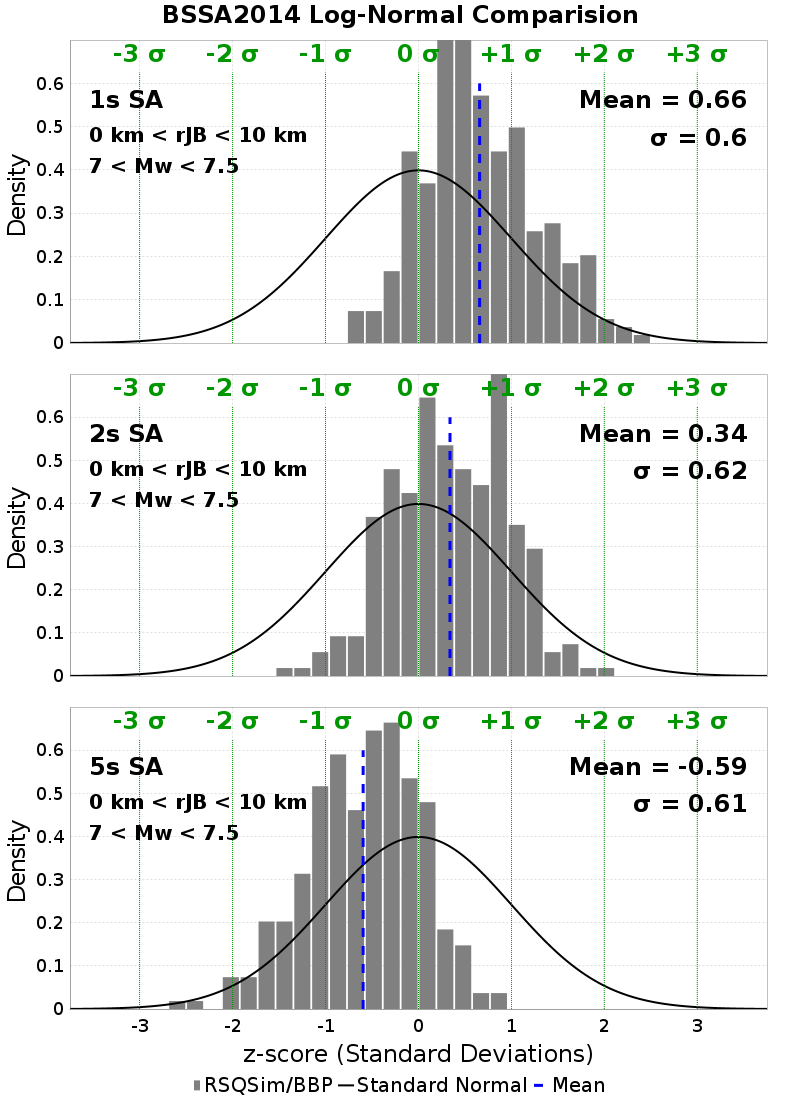 BSSA2014 Log-Normal Comparision
-3 σ -2 σ -1 σ 0 σ +1 σ +2 σ +3 σ
1s SA
0 km < rJB < 10 km
7 < Mw < 7.5
Mean = 0.66
σ = 0.6
Density
0.6
0.5
0.4
0.3
0.2
0.1
0
-3 σ -2 σ -1 σ 0 σ +1 σ +2 σ +3 σ
2s SA
0 km < rJB < 10 km
7 < Mw < 7.5
Mean = 0.34
σ = 0.62
Density
0.6
0.5
0.4
0.3
0.2
0.1
0
-3 σ -2 σ -1 σ 0 σ +1 σ +2 σ +3 σ
5s SA
0 km < rJB < 10 km
7 < Mw < 7.5
Mean = -0.59
σ = 0.61
Density
0.6
0.5
0.4
0.3
0.2
0.1
0
-3 -2 -1 0 1 2 3
z-score (Standard Deviations)
RSQSim/BBP Standard Normal Mean